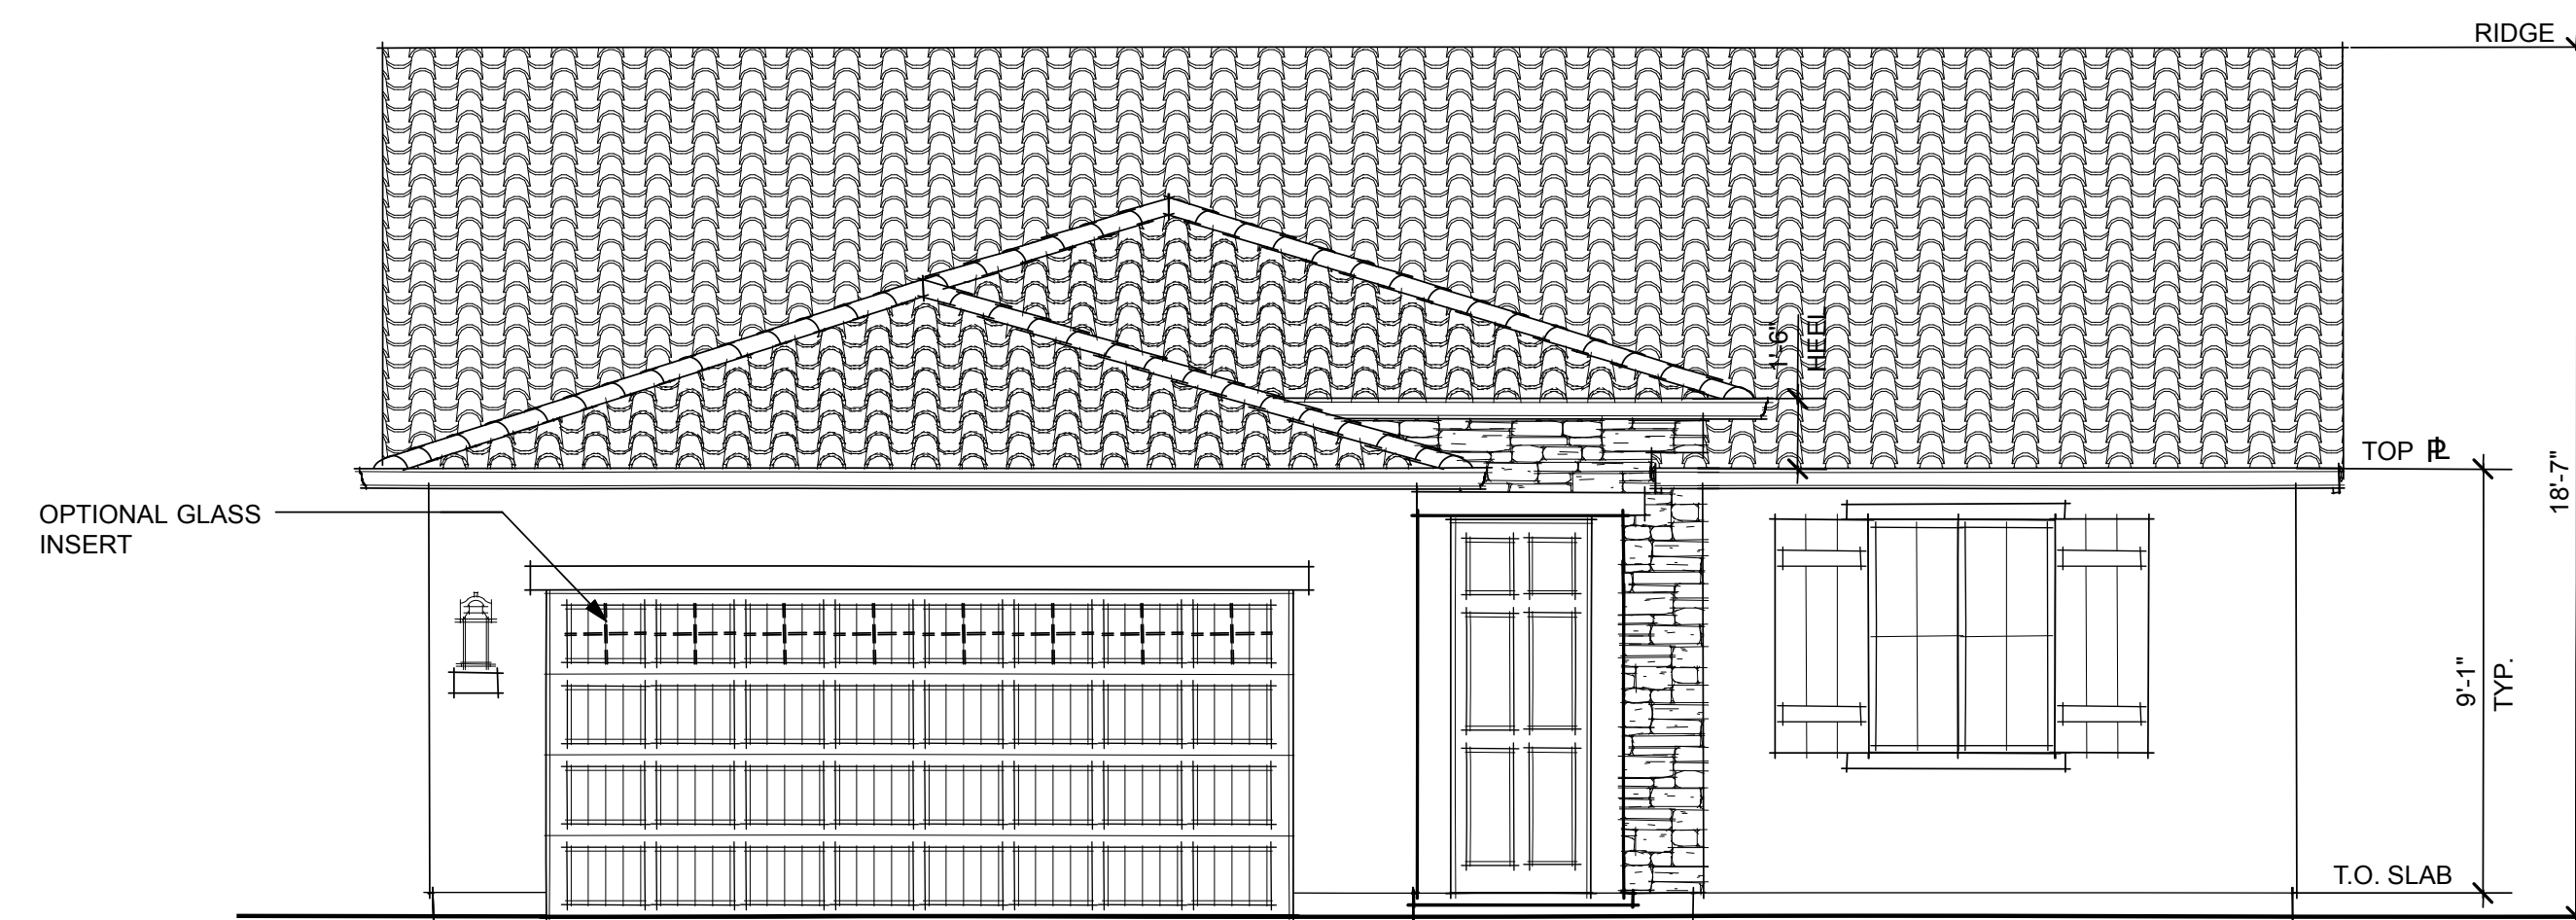 RIDGE
1'-6"
HEEL
TOP PL
18'-7"
OPTIONAL GLASS
INSERT
9'-1"
TYP.
T.O. SLAB